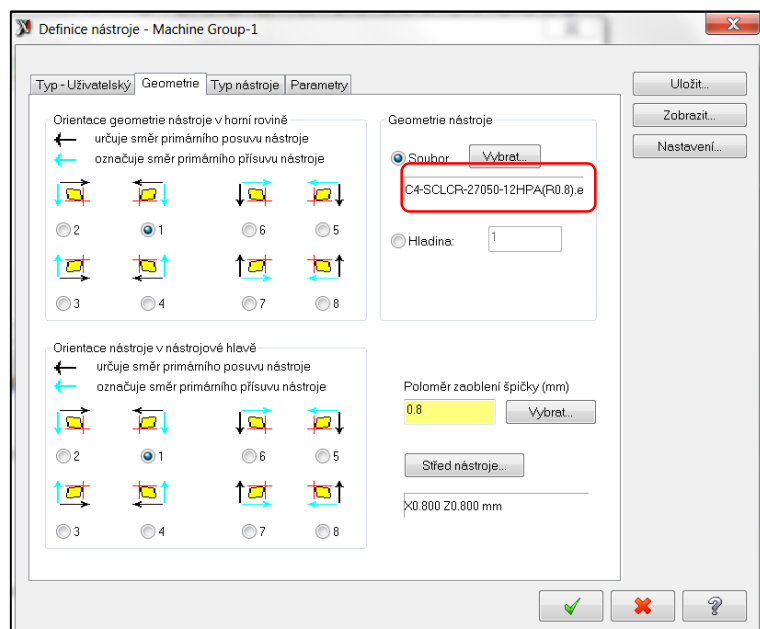 Definice nástroje - Machine Group-1
Typ - Uživatelský Geometrie Typ nástroje Parametry
Uložit...
Zobrazit...
Nastavení...
Orientace geometrie nástroje v horní rovině
určuje směr primárního posuvu nástroje
označuje směr primárního přísuvu nástroje
2 1 6 5
3 4 7 8
Geometrie nástroje
Soubor Vybrat...
C4-SCLCR-27050-12HPA(R0.8).e
Hladina: 1
Orientace nástroje v nástrojové hlavě
určuje směr primárního posuvu nástroje
označuje směr primárního přísuvu nástroje
2 1 6 5
3 4 7 8
Poloměr zaoblení špičky (mm)
0.8 Vybrat...
Střed nástroje...
X0.800 Z0.800 mm